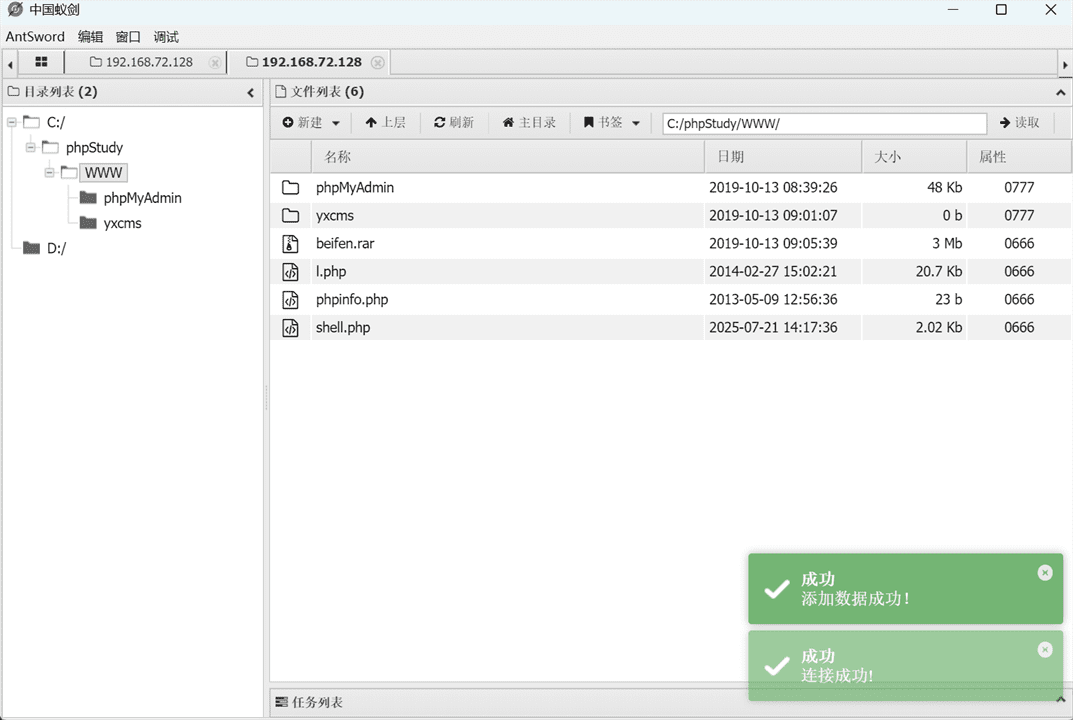 中国蚁剑
AntSword 编辑 窗口 调试
192.168.72.128 192.168.72.128
目录列表 (2)
C:/
phpStudy
WWW
phpMyAdmin
yxcms
D:/
文件列表 (6)
新建 上层 刷新 主目录 书签 C:/phpStudy/WWW/ 读取
名称 日期 大小 属性
phpMyAdmin 2019-10-13 08:39:26 48 Kb 0777
yxcms 2019-10-13 09:01:07 0 b 0777
beifen.rar 2019-10-13 09:05:39 3 Mb 0666
l.php 2014-02-27 15:02:21 20.7 Kb 0666
phpinfo.php 2013-05-09 12:56:36 23 b 0666
shell.php 2025-07-21 14:17:36 2.02 Kb 0666
成功
添加数据成功!
成功
连接成功!
任务列表